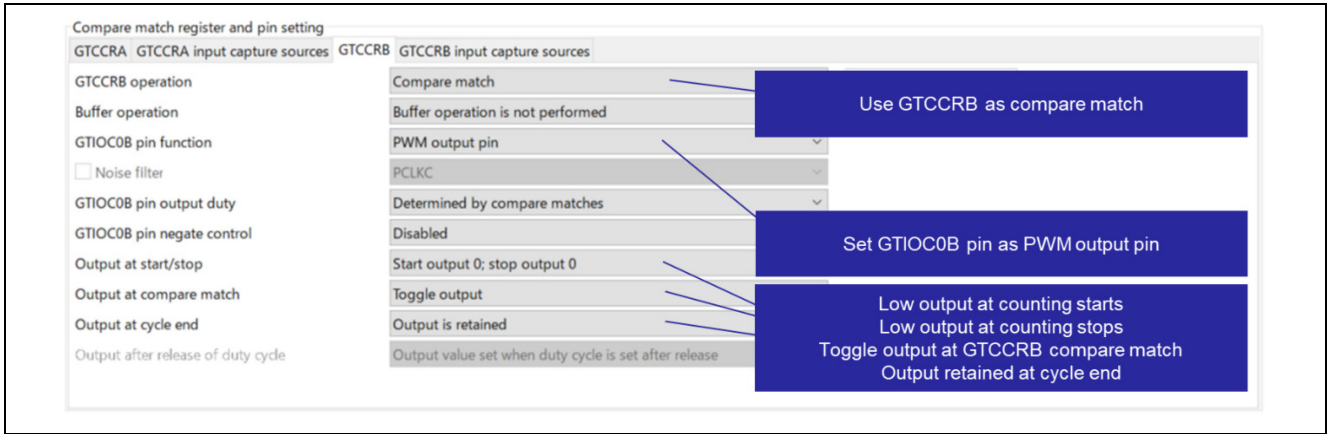 Compare match register and pin setting
GTCCRA GTCCRA input capture sources GTCCRB GTCCRB input capture sources
GTCCRB operation Compare match
Use GTCCRB as compare match
Buffer operation Buffer operation is not performed
GTIOC0B pin function PWM output pin
Noise filter PCLKC
GTIOC0B pin output duty Determined by compare matches
GTIOC0B pin negate control Disabled
Set GTIOC0B pin as PWM output pin
Output at start/stop Start output 0; stop output 0
Output at compare match Toggle output
Output at cycle end Output is retained
Output after release of duty cycle Output value set when duty cycle is set after release
Low output at counting starts
Low output at counting stops
Toggle output at GTCCRB compare match
Output retained at cycle end